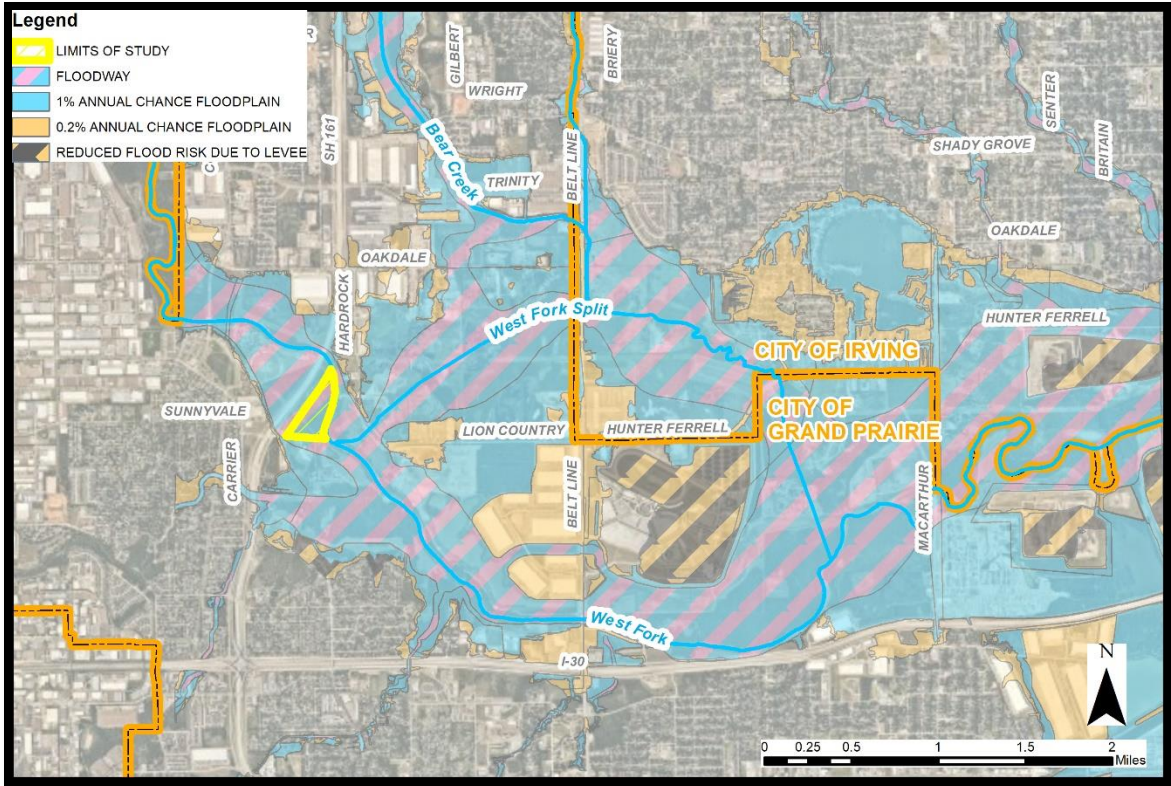 Legend
LIMITS OF STUDY
FLOODWAY
1% ANNUAL CHANCE FLOODPLAIN
0.2% ANNUAL CHANCE FLOODPLAIN
REDUCED FLOOD RISK DUE TO LEVEE
SH 161
GILBERT
WRIGHT
BRIERY
BELT LINE
Bear Creek
TRINITY
SHADY GROVE
SENTER
BRITAIN
OAKDALE
OAKDALE
HARDROCK
West Fork Split
HUNTER FERRELL
CITY OF IRVING
CITY OF
GRAND PRAIRIE
SUNNYVALE
CARRIER
LION COUNTRY
HUNTER FERRELL
BELT LINE
MACARTHUR
West Fork
I-30
N
0 0.25 0.5 1 1.5 2
Miles